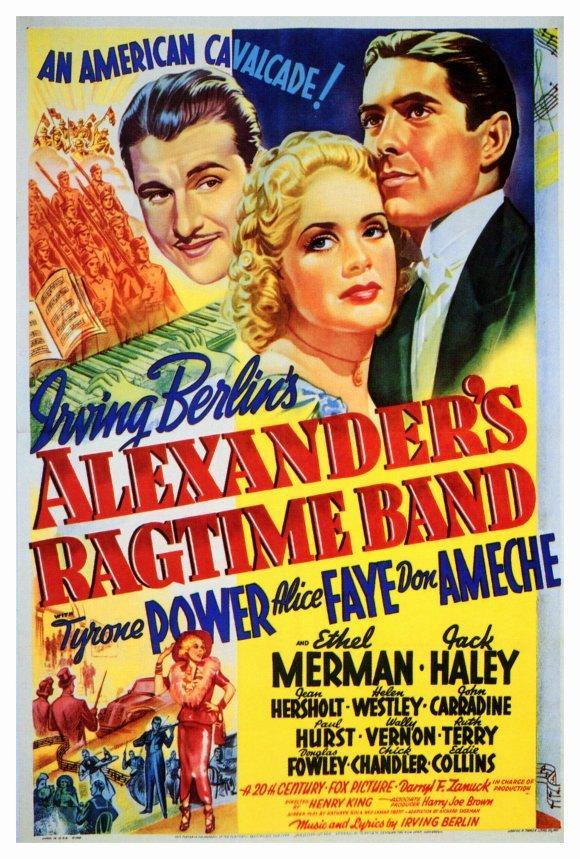 AN AMERICAN CAVALCADE!
Irving Berlin's
ALEXANDER'S
RAGTIME BAND
WITH
Tyrone POWER Alice FAYE Don AMECHE
AND Ethel MERMAN · Jack HALEY
Jean HERSHOLT · Helen WESTLEY · John CARRADINE
Paul HURST · Wally VERNON · Ruth TERRY
Douglas FOWLEY · Chick CHANDLER · Eddie COLLINS
A 20TH CENTURY-FOX PICTURE · Darryl F. Zanuck IN CHARGE OF PRODUCTION
DIRECTED BY HENRY KING · ASSOCIATE PRODUCER Harry Joe Brown
Music and Lyrics by IRVING BERLIN